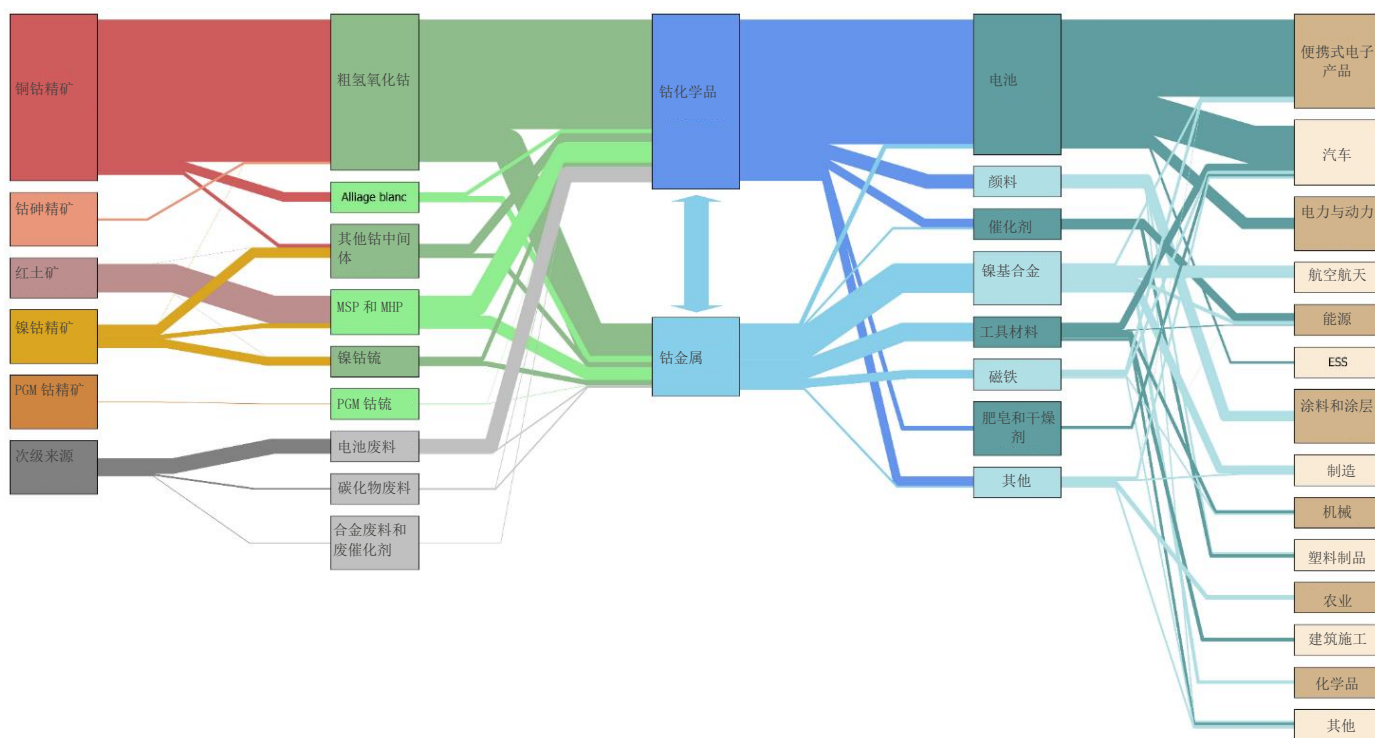 铜钴精矿
钴砷精矿
红土矿
镍钴精矿
PGM 钴精矿
次级来源
粗氢氧化钴
Alliage blanc
其他钴中间
体
MSP 和 MHP
镍钴硫
PGM 钴硫
电池废料
碳化物废料
合金废料和
废催化剂
钴化学品
钴金属
电池
颜料
催化剂
镍基合金
工具材料
磁铁
肥皂和干燥
剂
其他
便携式电子
产品
汽车
电力与动力
航空航天
能源
ESS
涂料和涂层
制造
机械
塑料制品
农业
建筑施工
化学品
其他